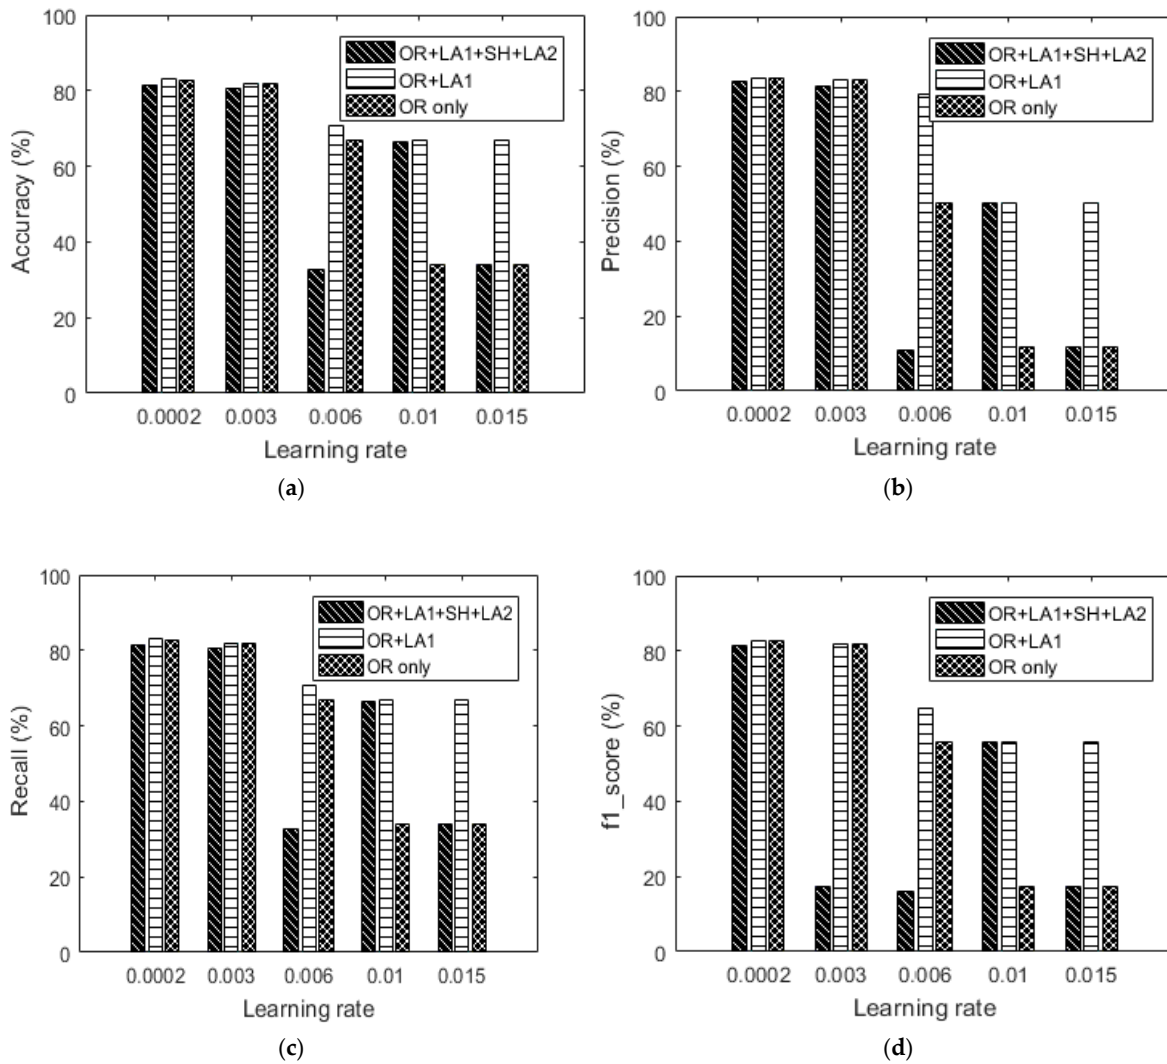 100
80
60
40
20
0
Accuracy (%)
OR+LA1+SH+LA2
OR+LA1
OR only
0.0002 0.003 0.006 0.01 0.015
Learning rate
(a)
100
80
60
40
20
0
Precision (%)
OR+LA1+SH+LA2
OR+LA1
OR only
0.0002 0.003 0.006 0.01 0.015
Learning rate
(b)
100
80
60
40
20
0
Recall (%)
OR+LA1+SH+LA2
OR+LA1
OR only
0.0002 0.003 0.006 0.01 0.015
Learning rate
(c)
100
80
60
40
20
0
f1_score (%)
OR+LA1+SH+LA2
OR+LA1
OR only
0.0002 0.003 0.006 0.01 0.015
Learning rate
(d)